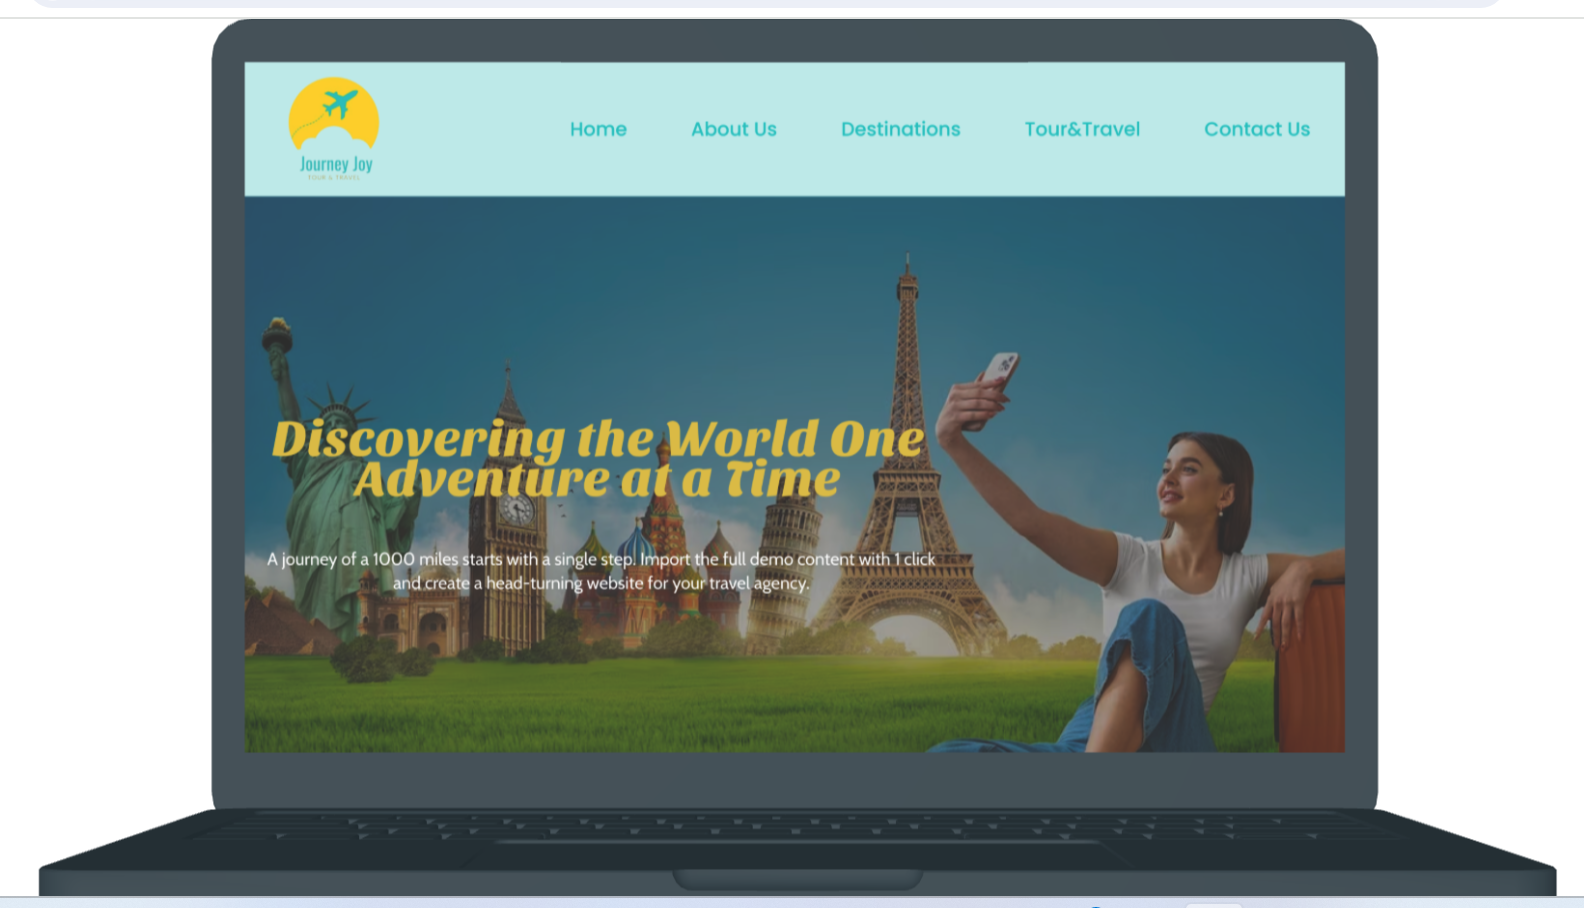 Journey Joy
TOUR & TRAVEL
Home About Us Destinations Tour&Travel Contact Us
Discovering the World One
Adventure at a Time
A journey of a 1000 miles starts with a single step. Import the full demo content with 1 click
and create a head-turning website for your travel agency.